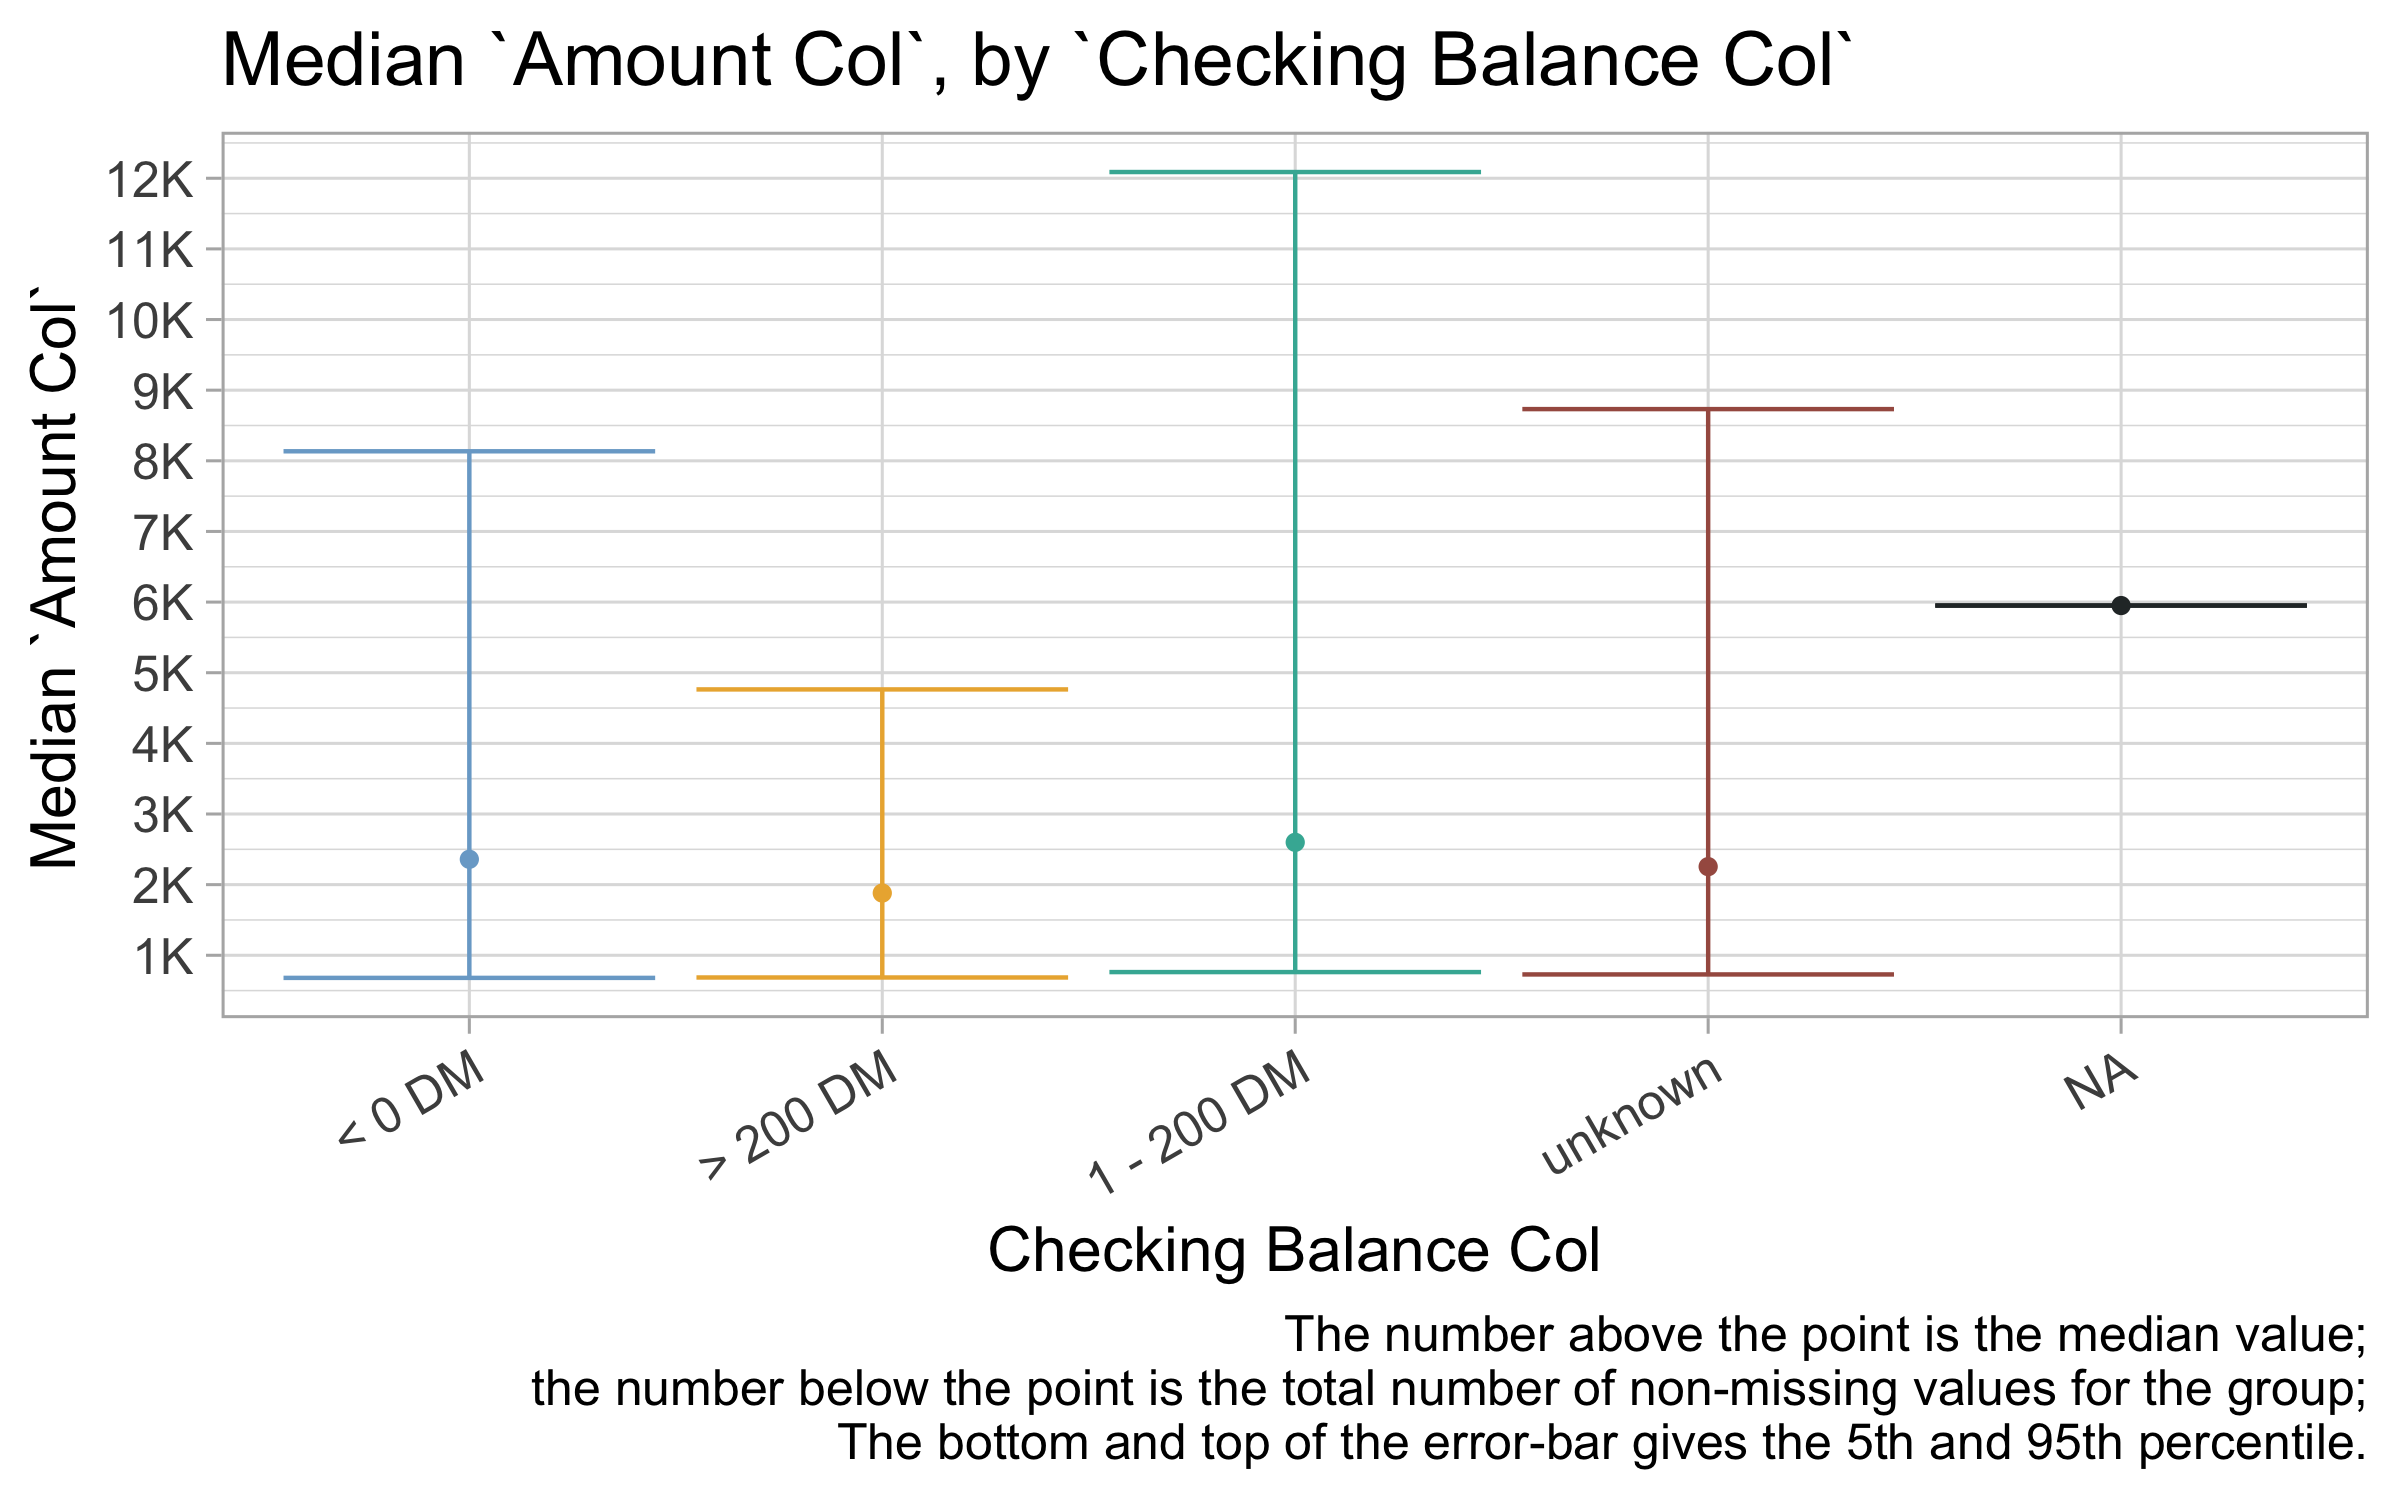 Median `Amount Col`, by `Checking Balance Col`
Median `Amount Col`
12K
11K
10K
9K
8K
7K
6K
5K
4K
3K
2K
1K
< 0 DM
> 200 DM
1 - 200 DM
unknown
NA
Checking Balance Col
The number above the point is the median value;
the number below the point is the total number of non-missing values for the group;
The bottom and top of the error-bar gives the 5th and 95th percentile.